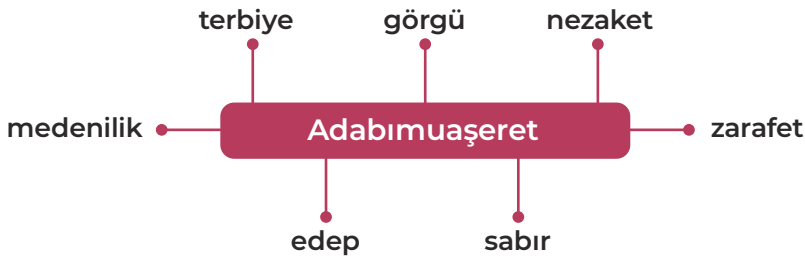 terbiye görgü nezaket
medenilik Adabımuaşeret zarafet
edep sabır